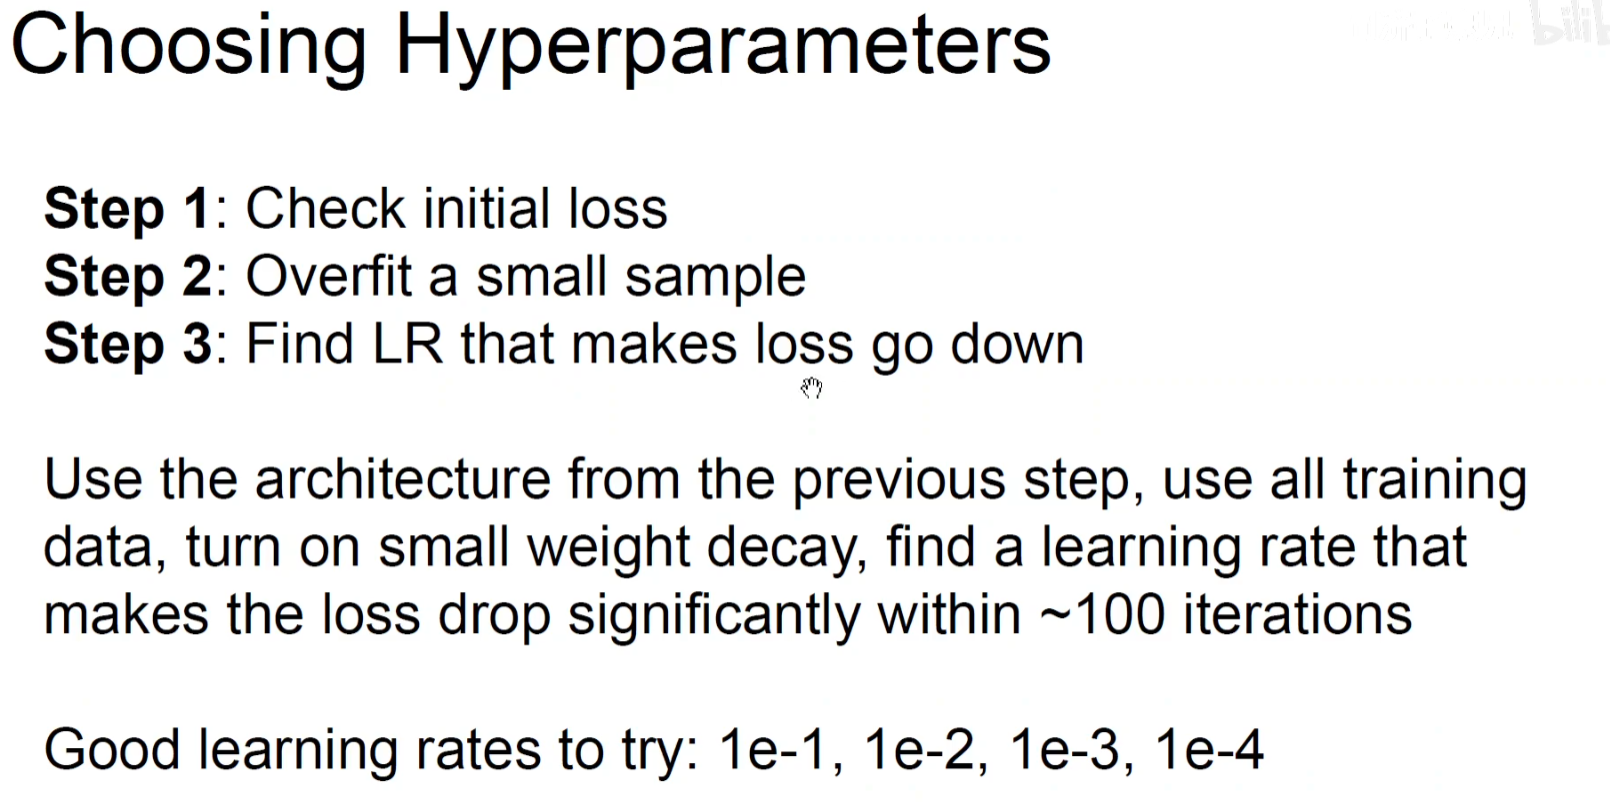 Choosing Hyperparameters
Step 1: Check initial loss
Step 2: Overfit a small sample
Step 3: Find LR that makes loss go down
Use the architecture from the previous step, use all training
data, turn on small weight decay, find a learning rate that
makes the loss drop significantly within ~100 iterations
Good learning rates to try: 1e-1, 1e-2, 1e-3, 1e-4